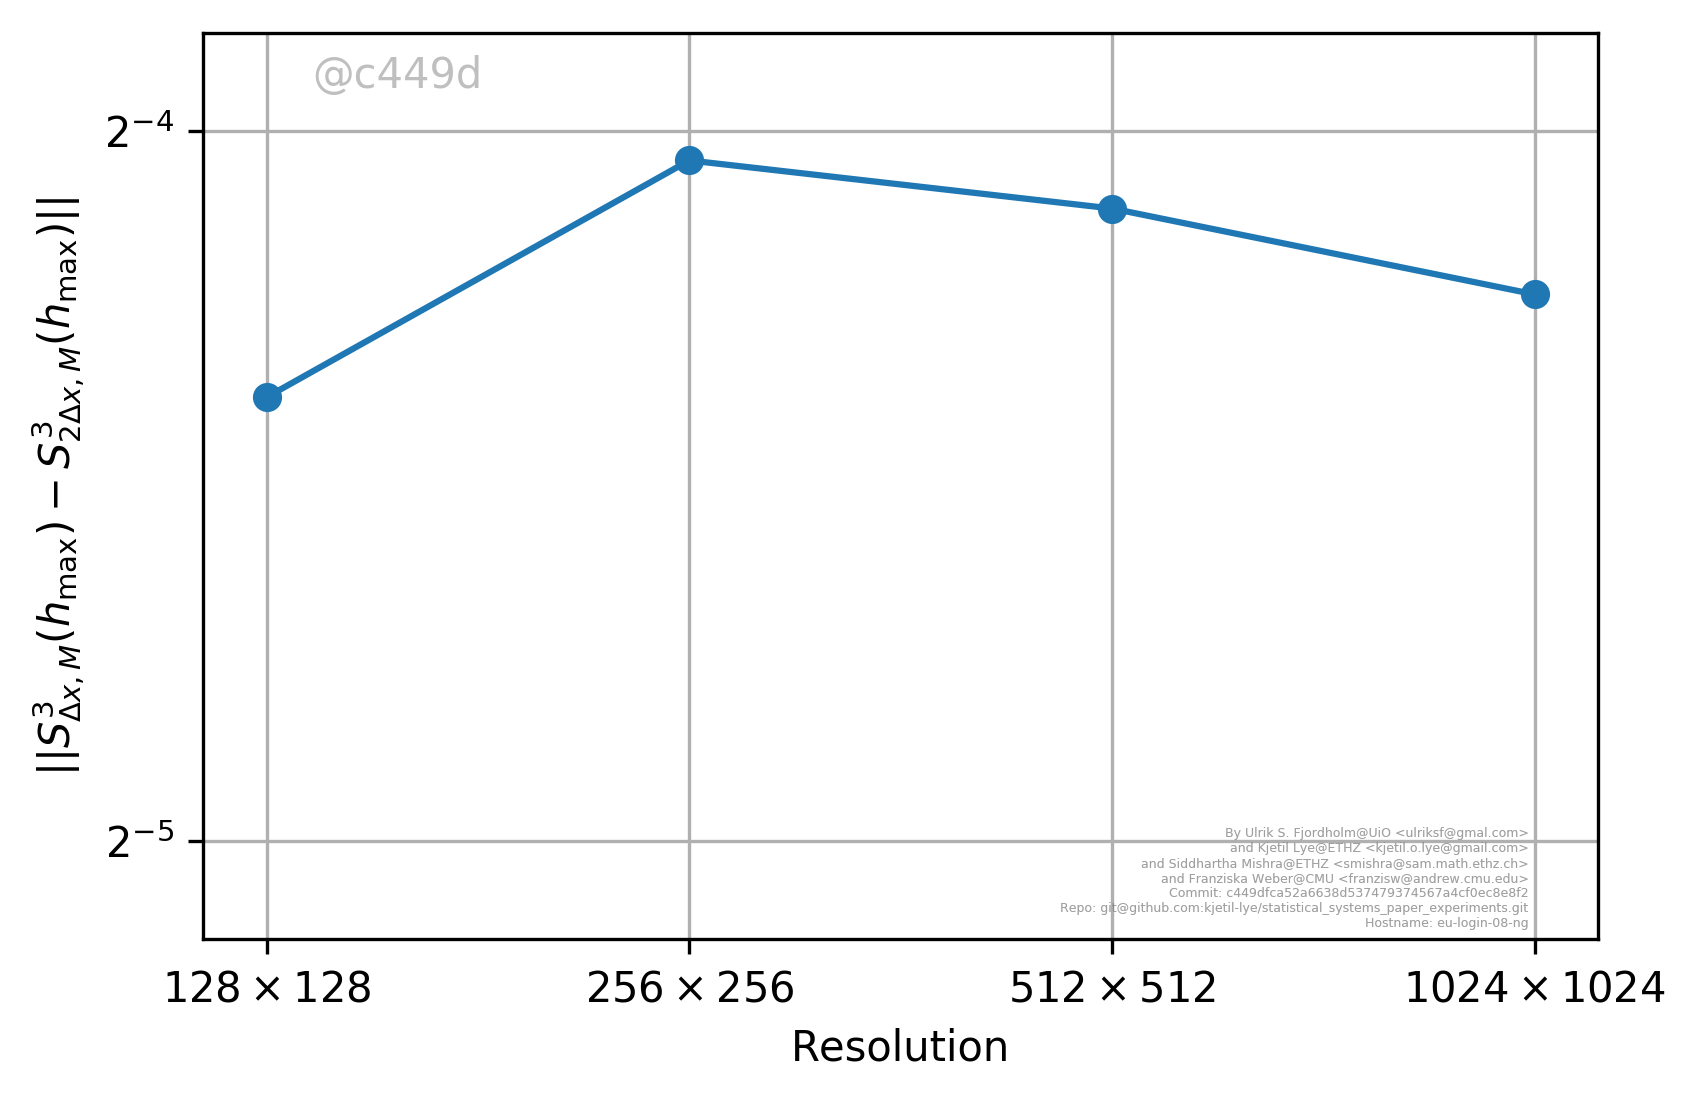 @c449d
2⁻⁴
2⁻⁵
||S³_{Δx,M}(h_max) − S³_{2Δx,M}(h_max)||
By Ulrik S. Fjordholm@UiO <ulriksf@gmal.com>
and Kjetil Lye@ETHZ <kjetil.o.lye@gmail.com>
and Siddhartha Mishra@ETHZ <smishra@sam.math.ethz.ch>
and Franziska Weber@CMU <franzisw@andrew.cmu.edu>
Commit: c449dfca52a6638d537479374567a4cf0ec8e8f2
Repo: git@github.com:kjetil-lye/statistical_systems_paper_experiments.git
Hostname: eu-login-08-ng
128 × 128
256 × 256
512 × 512
1024 × 1024
Resolution